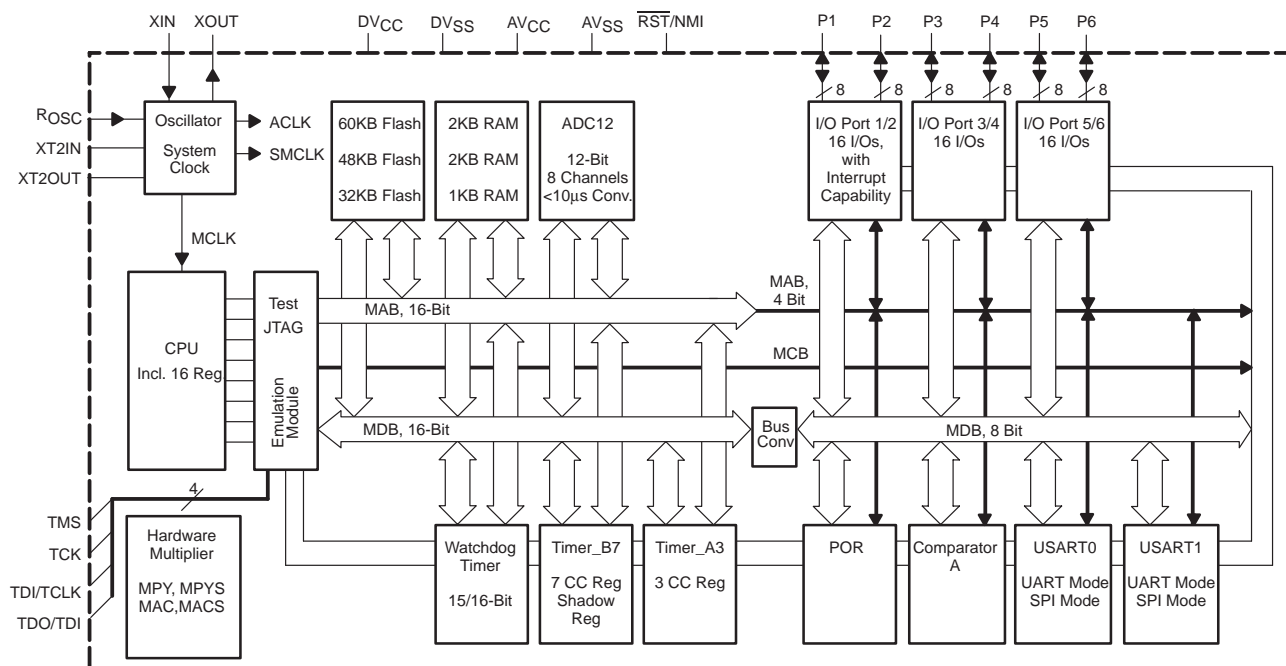 XIN XOUT DVCC DVSS AVCC AVSS RST/NMI P1 P2 P3 P4 P5 P6
8 8 8 8 8 8
ROSC
XT2IN
XT2OUT
Oscillator
System
Clock
ACLK
SMCLK
MCLK
60KB Flash
48KB Flash
32KB Flash
2KB RAM
2KB RAM
1KB RAM
ADC12
12-Bit
8 Channels
<10µs Conv.
I/O Port 1/2
16 I/Os,
with
Interrupt
Capability
I/O Port 3/4
16 I/Os
I/O Port 5/6
16 I/Os
CPU
Incl. 16 Reg.
Test
JTAG
Emulation
Module
MAB, 16-Bit
MAB,
4 Bit
MCB
MDB, 16-Bit
Bus
Conv
MDB, 8 Bit
4
TMS
TCK
TDI/TCLK
TDO/TDI
Hardware
Multiplier
MPY, MPYS
MAC,MACS
Watchdog
Timer
15/16-Bit
Timer_B7
7 CC Reg
Shadow
Reg
Timer_A3
3 CC Reg
POR
Comparator
A
USART0
UART Mode
SPI Mode
USART1
UART Mode
SPI Mode